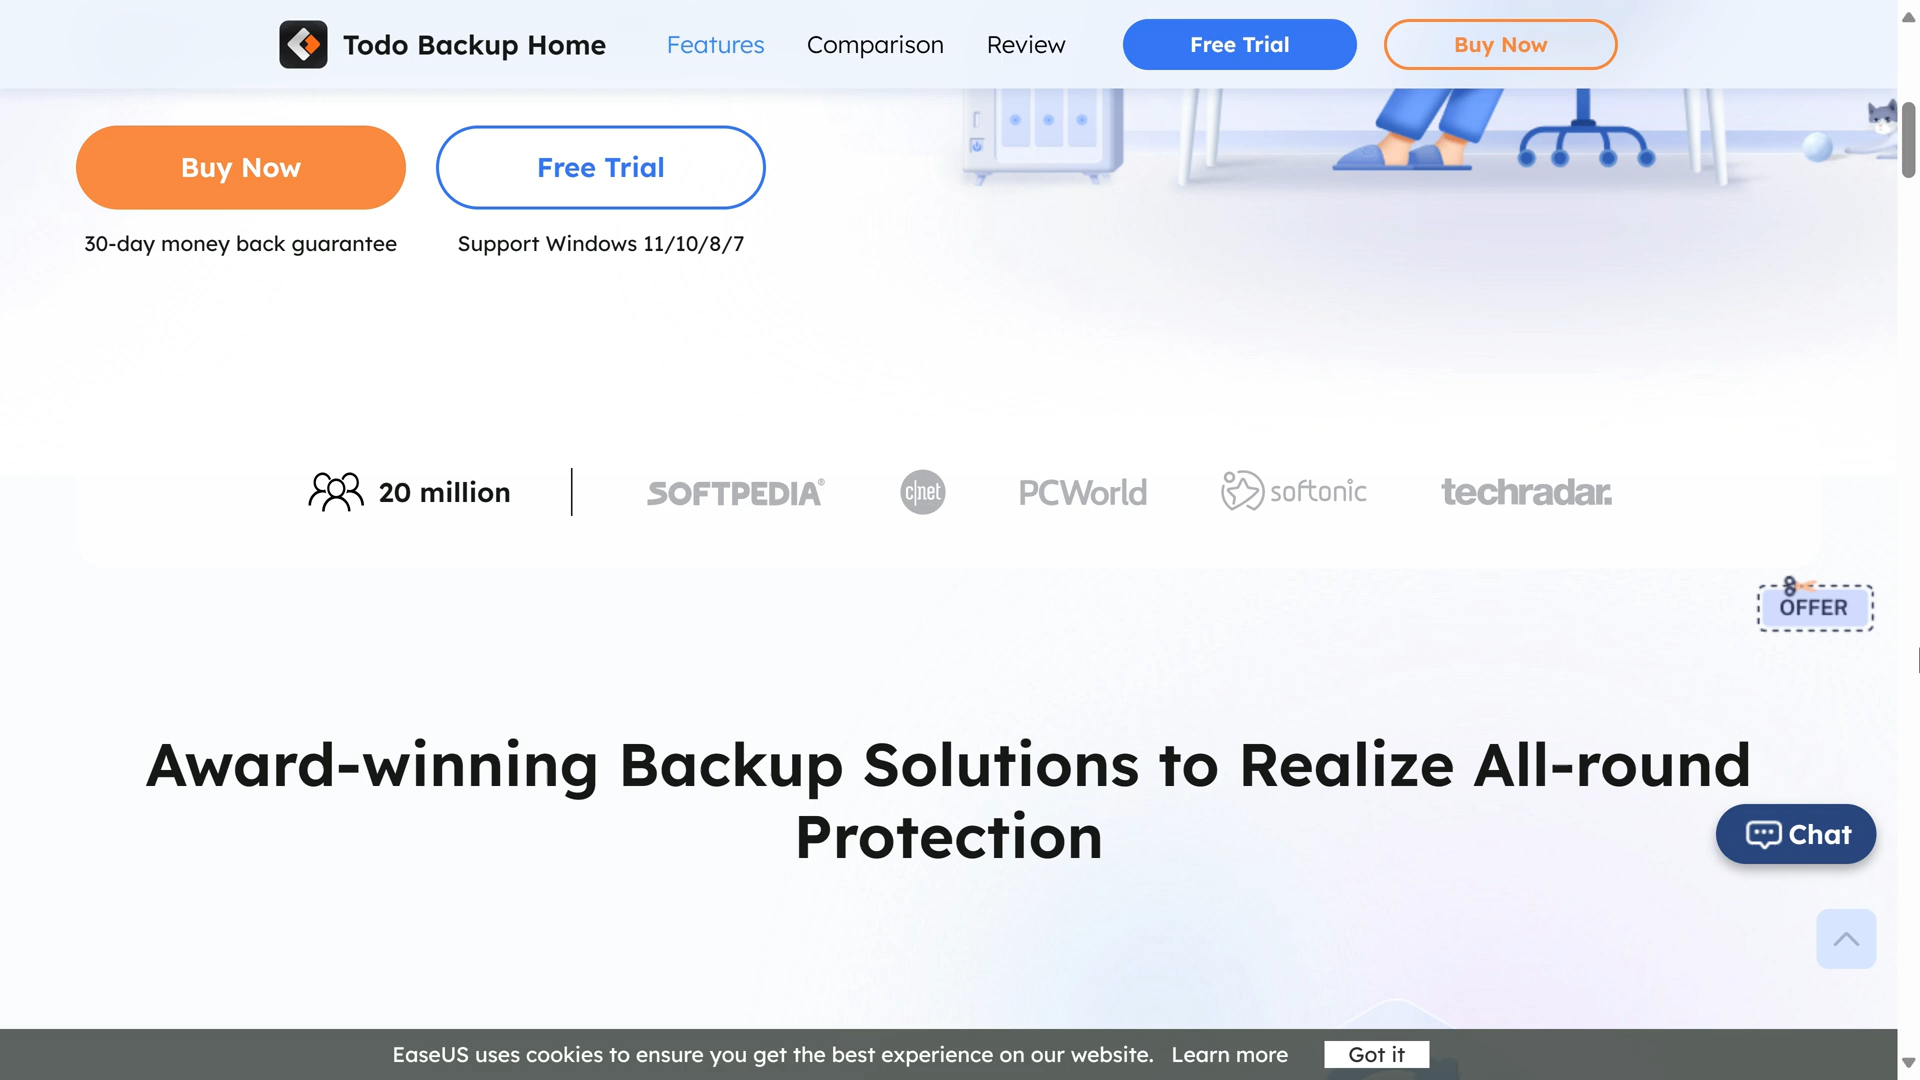 Todo Backup Home
Features
Comparison
Review
Free Trial
Buy Now
Buy Now
Free Trial
30-day money back guarantee
Support Windows 11/10/8/7
20 million
SOFTPEDIA®
c|net
PCWorld
softonic
techradar.
OFFER
Award-winning Backup Solutions to Realize All-round
Protection
Chat
EaseUS uses cookies to ensure you get the best experience on our website. Learn more
Got it